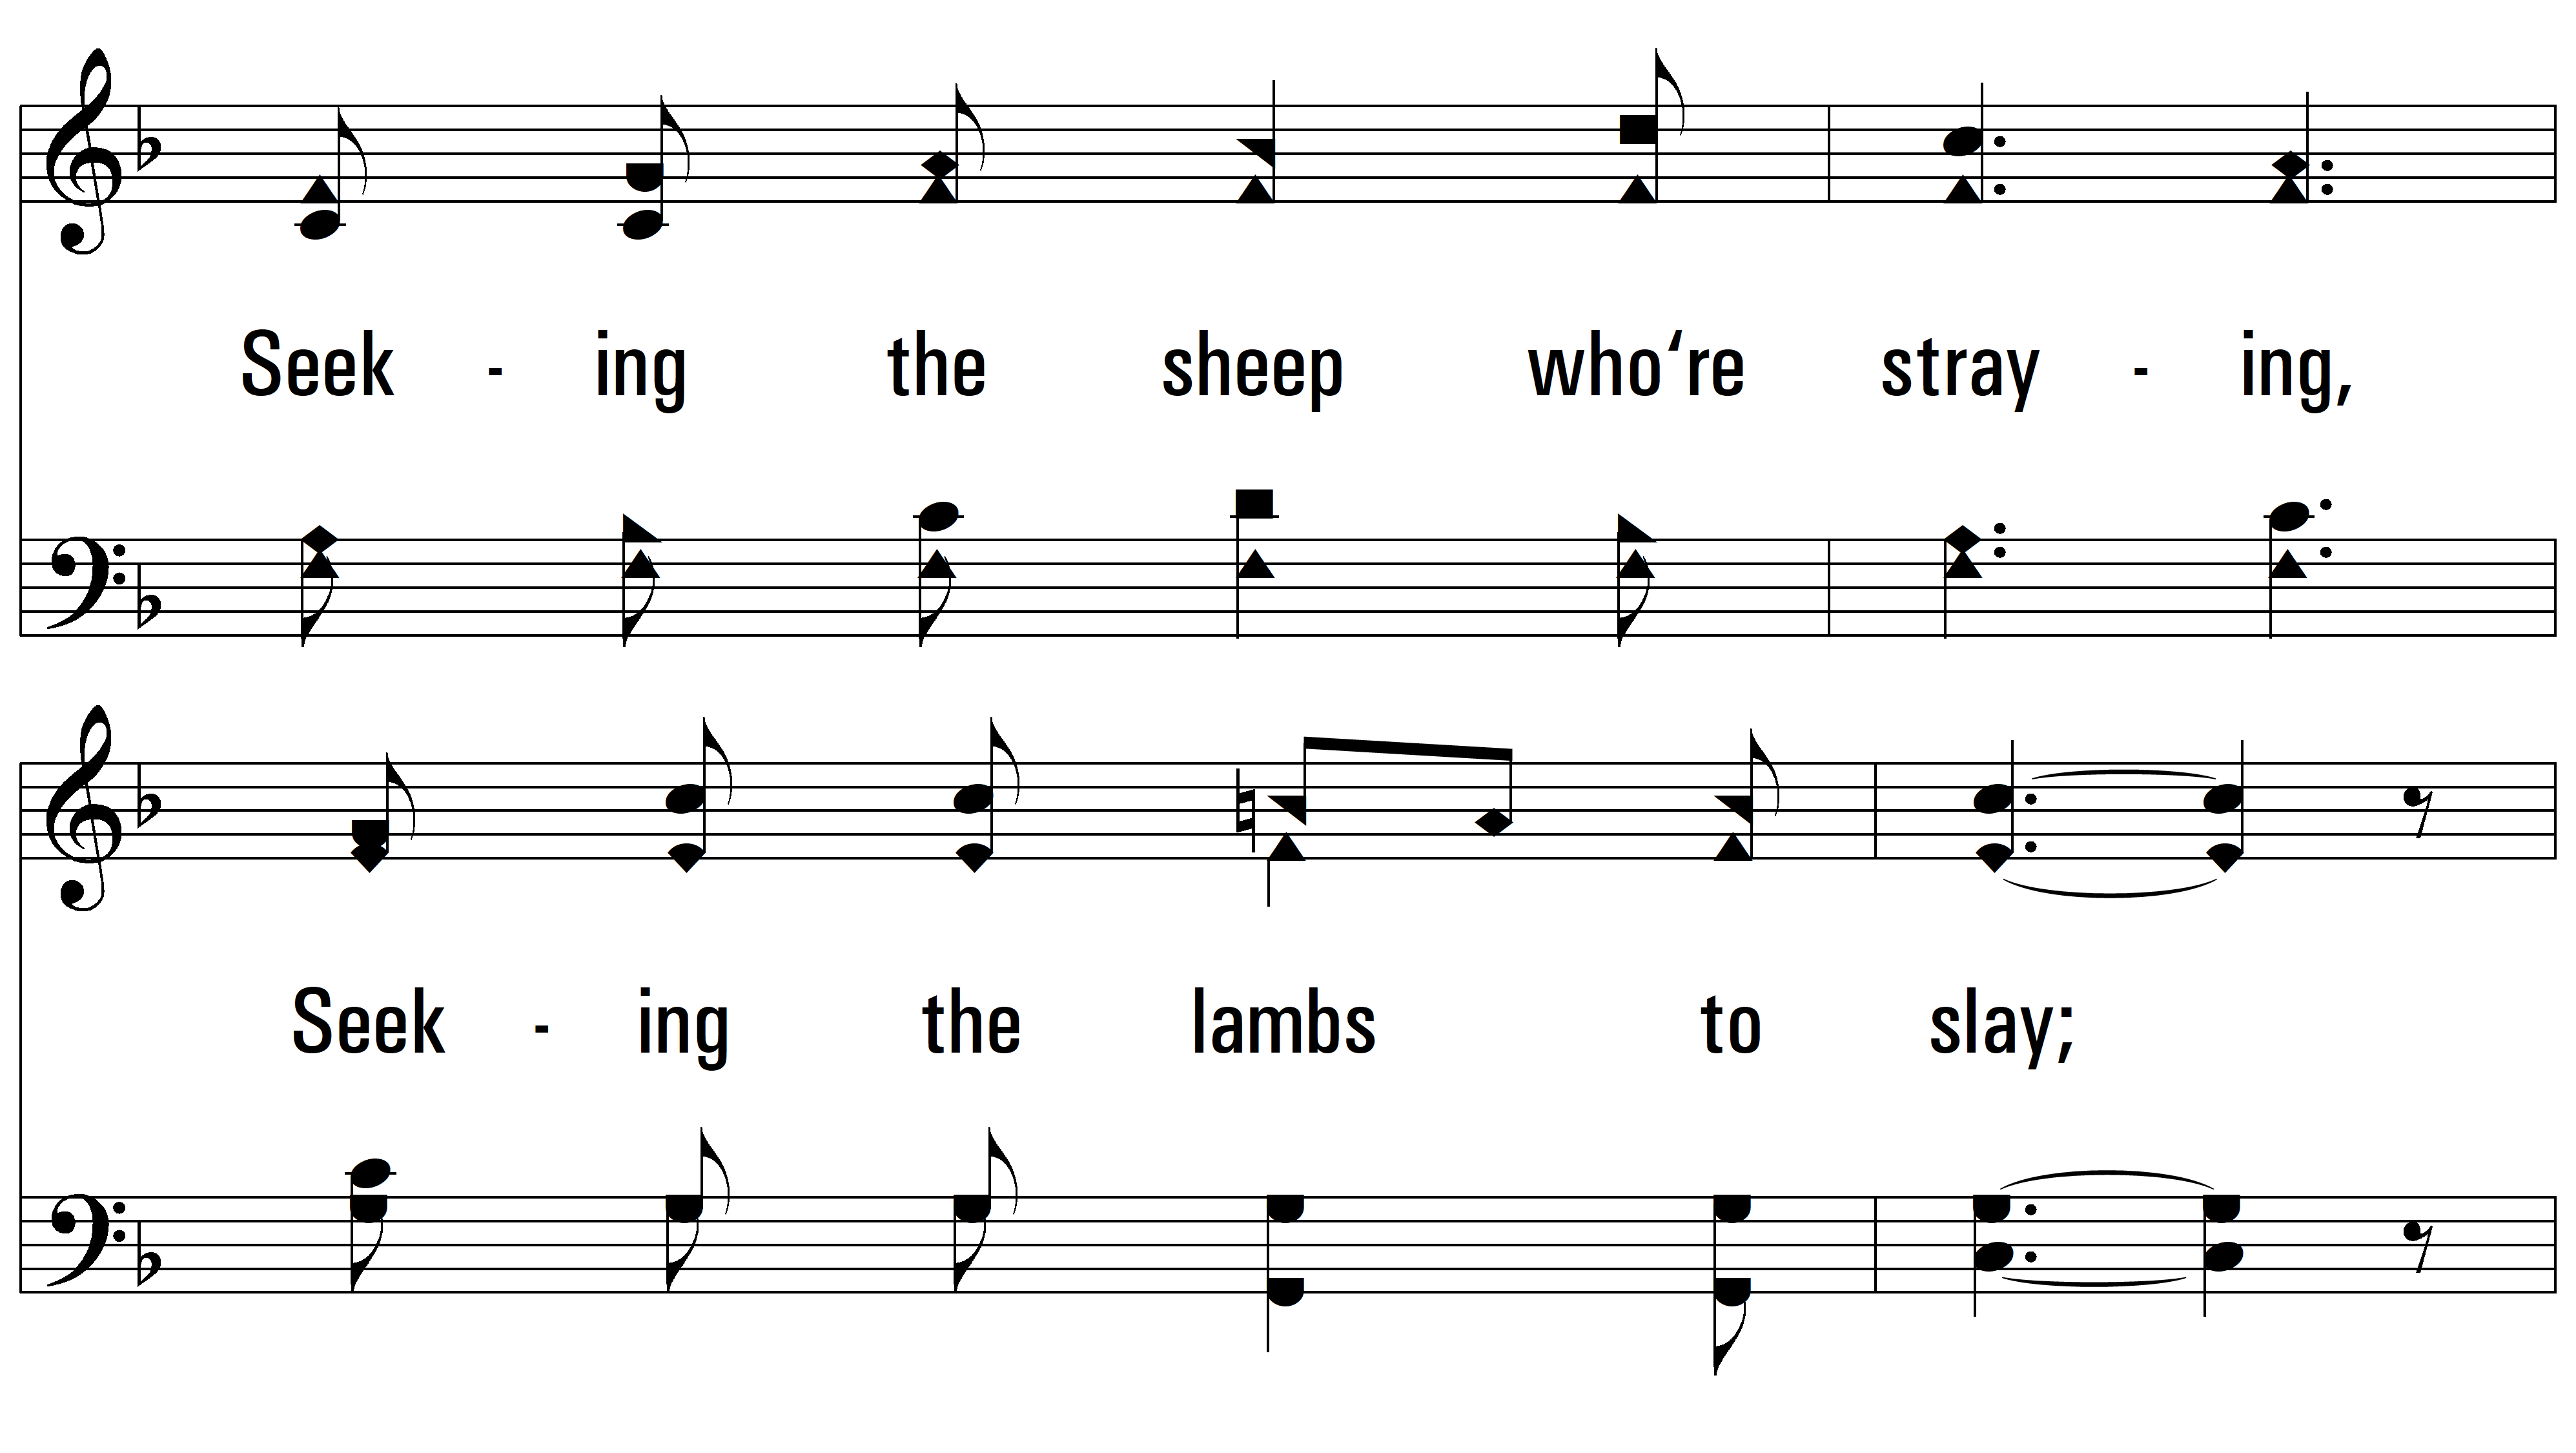 Seek - ing the sheep who‘re stray - ing,
Seek - ing the lambs to slay;